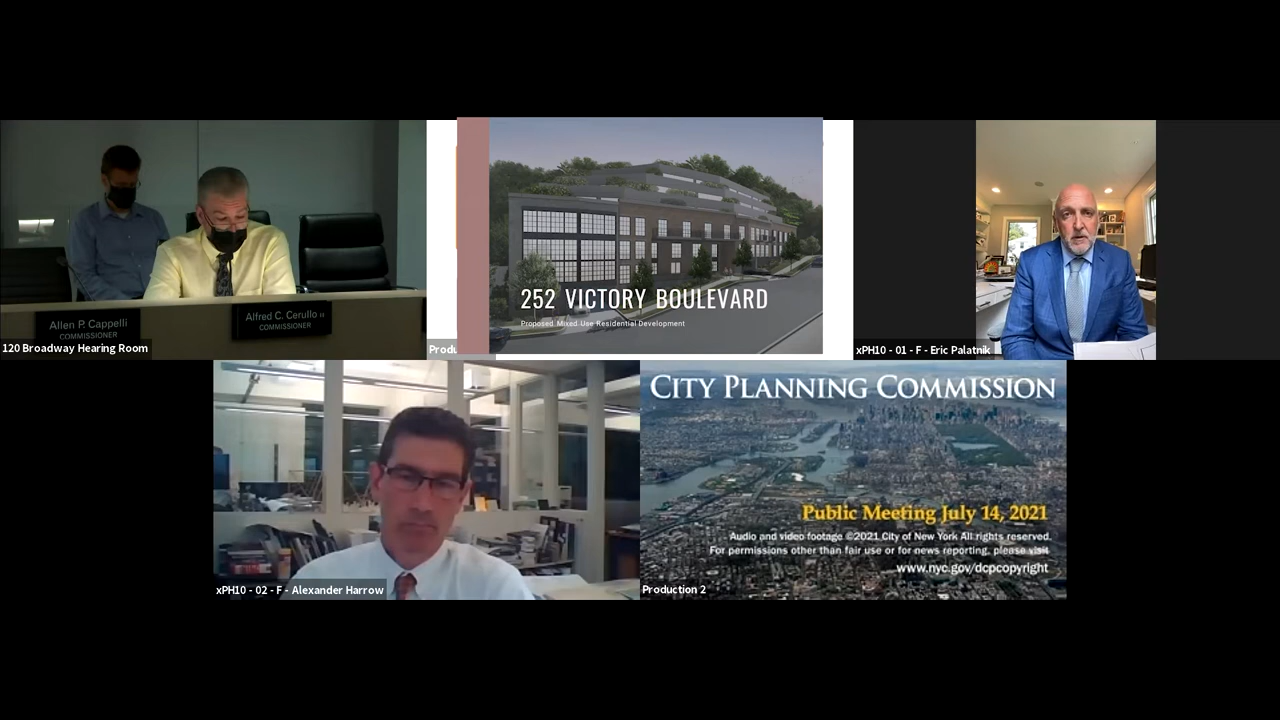 Allen P. Cappelli
COMMISSIONER
Alfred C. Cerullo II
COMMISSIONER
120 Broadway Hearing Room
Produ
252 VICTORY BOULEVARD
Proposed Mixed Use Residential Development
xPH10 - 01 - F - Eric Palatnik
xPH10 - 02 - F - Alexander Harrow
CITY PLANNING COMMISSION
Public Meeting July 14, 2021
Audio and video footage ©2021 City of New York All rights reserved.
For permissions other than fair use or for news reporting, please visit
www.nyc.gov/dcpcopyright
Production 2